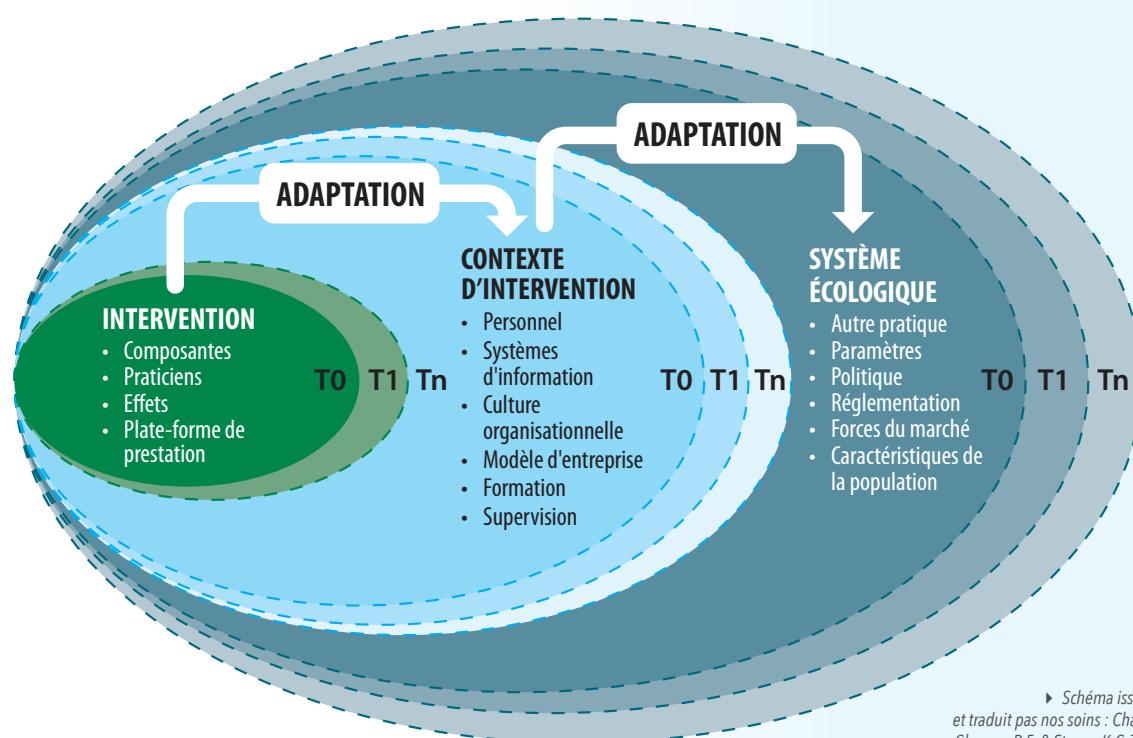 ADAPTATION
ADAPTATION
INTERVENTION
• Composantes
• Praticiens
• Effets
• Plate-forme de
prestation
T0 T1 Tn
CONTEXTE
D'INTERVENTION
• Personnel
• Systèmes
d'information
• Culture
organisationnelle
• Modèle d'entreprise
• Formation
• Supervision
T0 T1 Tn
SYSTÈME
ÉCOLOGIQUE
• Autre pratique
• Paramètres
• Politique
• Réglementation
• Forces du marché
• Caractéristiques de
la population
T0 T1 Tn
▸ Schéma iss
et traduit pas nos soins : Cha